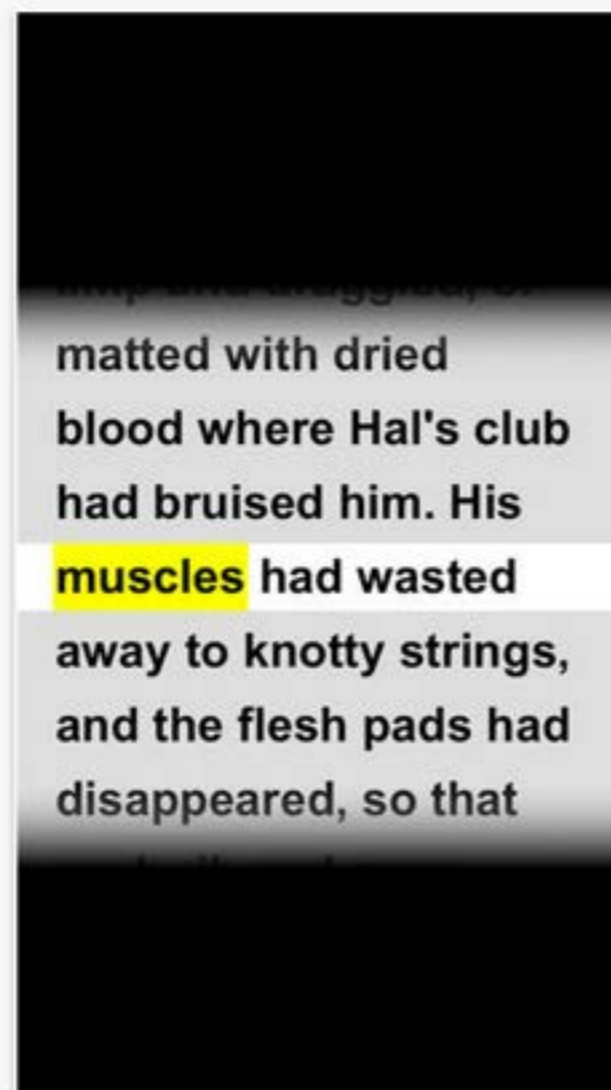 matted with dried
blood where Hal's club
had bruised him. His
muscles had wasted
away to knotty strings,
and the flesh pads had
disappeared, so that